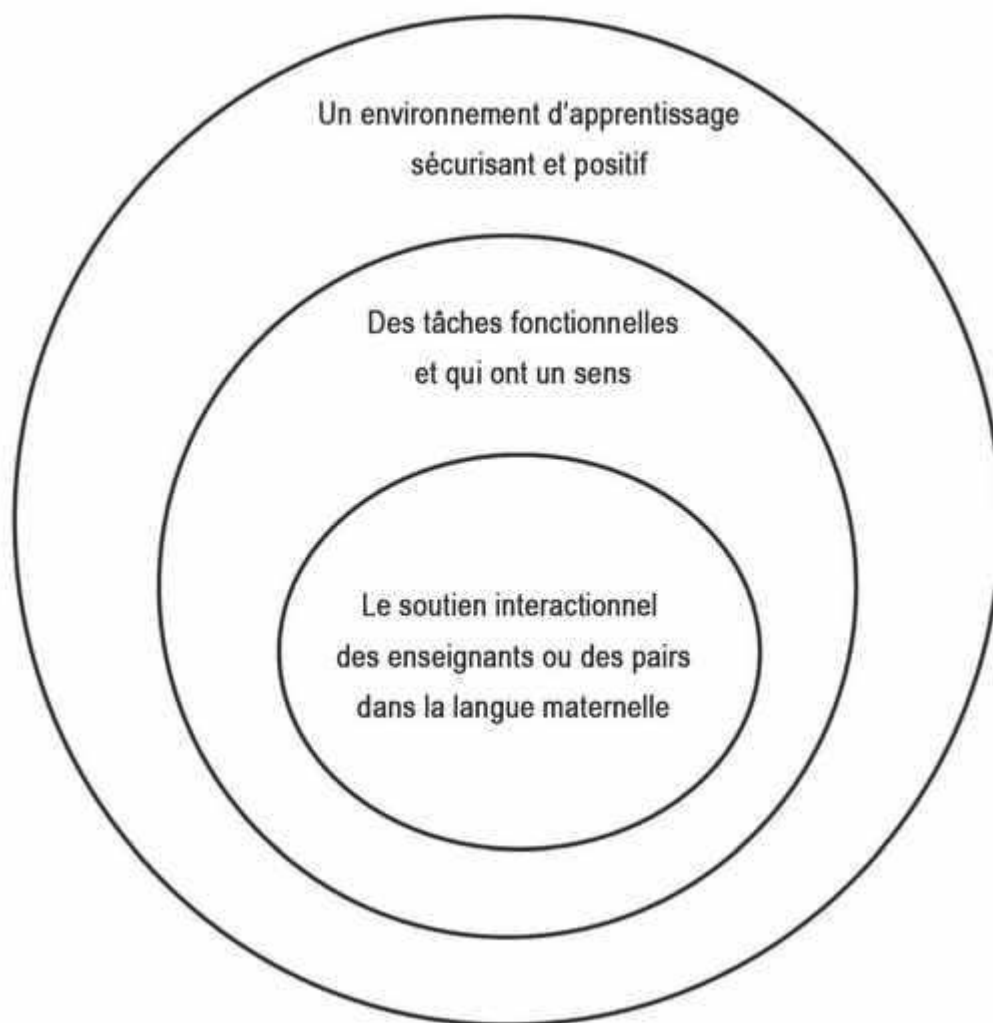 Un environnement d'apprentissage
sécurisant et positif
Des tâches fonctionnelles
et qui ont un sens
Le soutien interactionnel
des enseignants ou des pairs
dans la langue maternelle